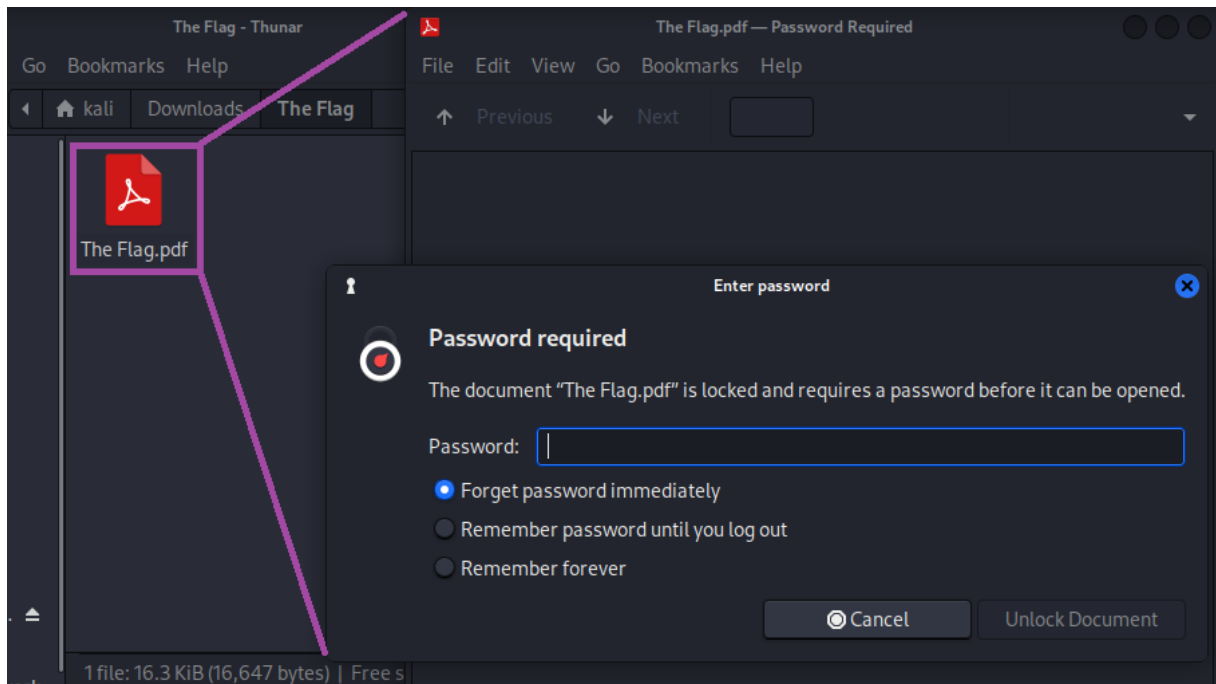 The Flag - Thunar
Go Bookmarks Help
kali Downloads The Flag
The Flag.pdf
1 file: 16.3 KiB (16,647 bytes) | Free s
The Flag.pdf — Password Required
File Edit View Go Bookmarks Help
Previous Next
Enter password
Password required
The document “The Flag.pdf” is locked and requires a password before it can be opened.
Password:
Forget password immediately
Remember password until you log out
Remember forever
Cancel Unlock Document